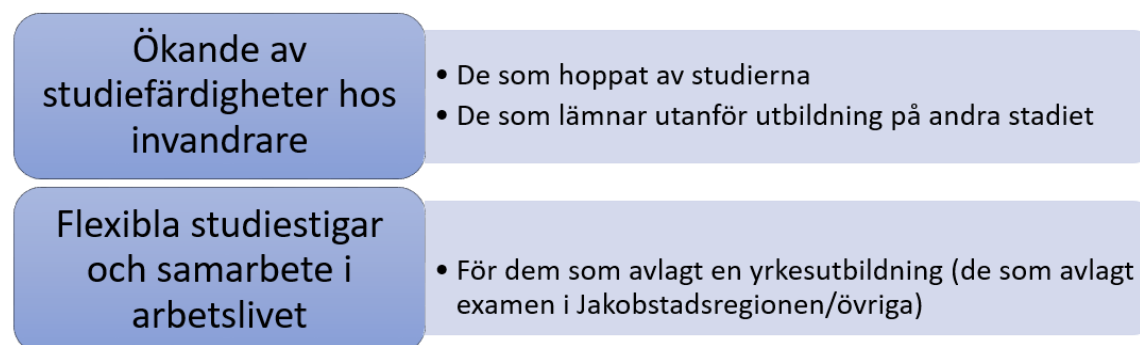 Ökande av
studiefärdigheter hos
invandrare
• De som hoppat av studierna
• De som lämnar utanför utbildning på andra stadiet
Flexibla studiestigar
och samarbete i
arbetslivet
• För dem som avlagt en yrkesutbildning (de som avlagt
examen i Jakobstadsregionen/övriga)